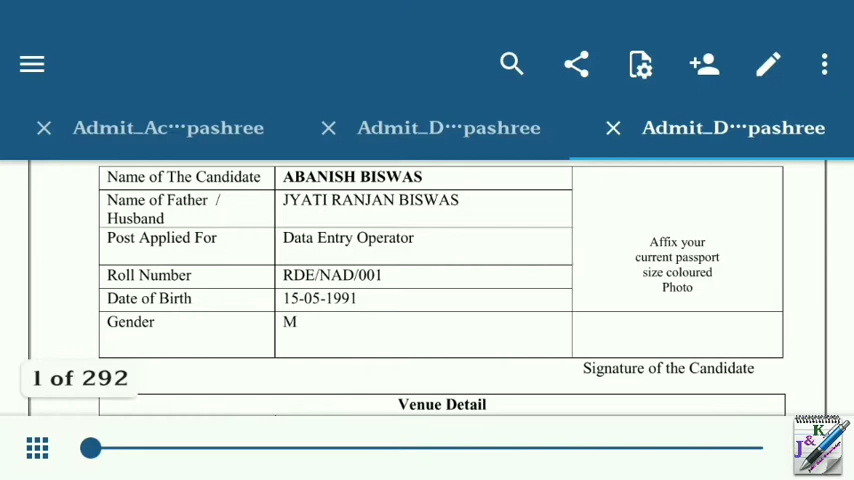 Admit_Ac···pashree
Admit_D···pashree
Admit_D···pashree
Name of The Candidate ABANISH BISWAS
Name of Father / JYATI RANJAN BISWAS
Husband
Post Applied For Data Entry Operator
Affix your
current passport
size coloured
Photo
Roll Number RDE/NAD/001
Date of Birth 15-05-1991
Gender M
Signature of the Candidate
1 of 292
Venue Detail
J&K